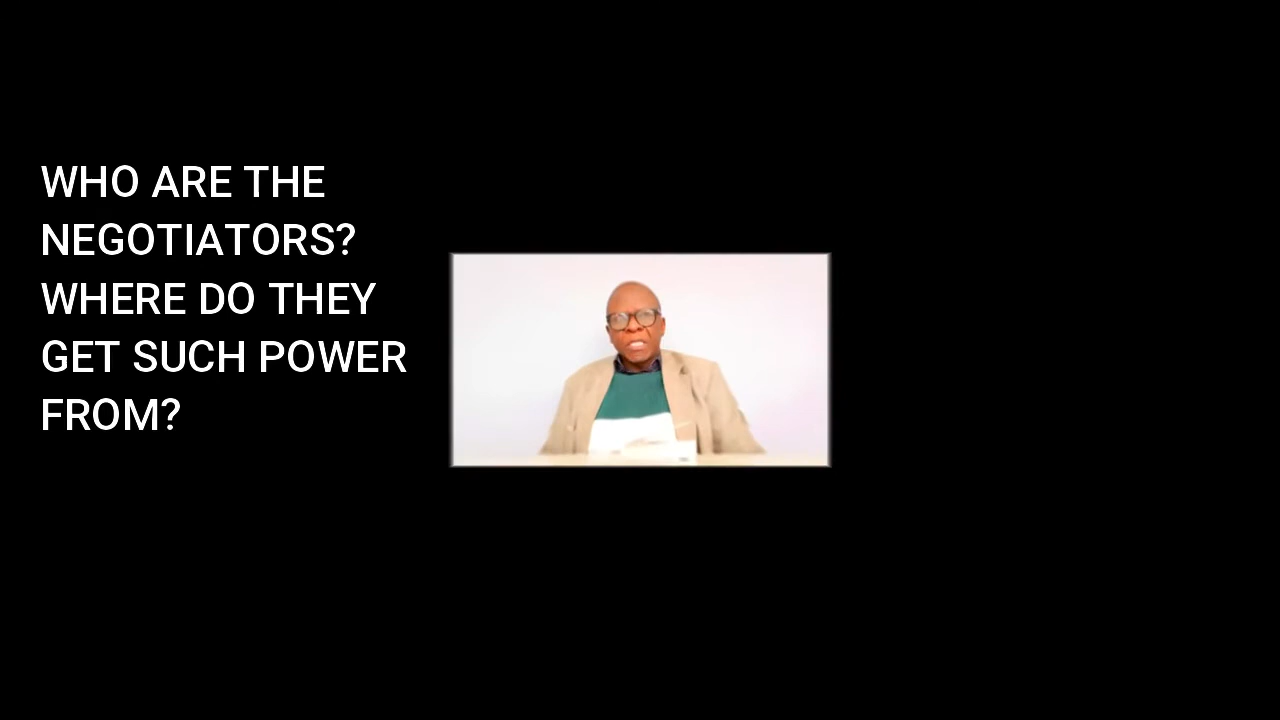 WHO ARE THE
NEGOTIATORS?
WHERE DO THEY
GET SUCH POWER
FROM?